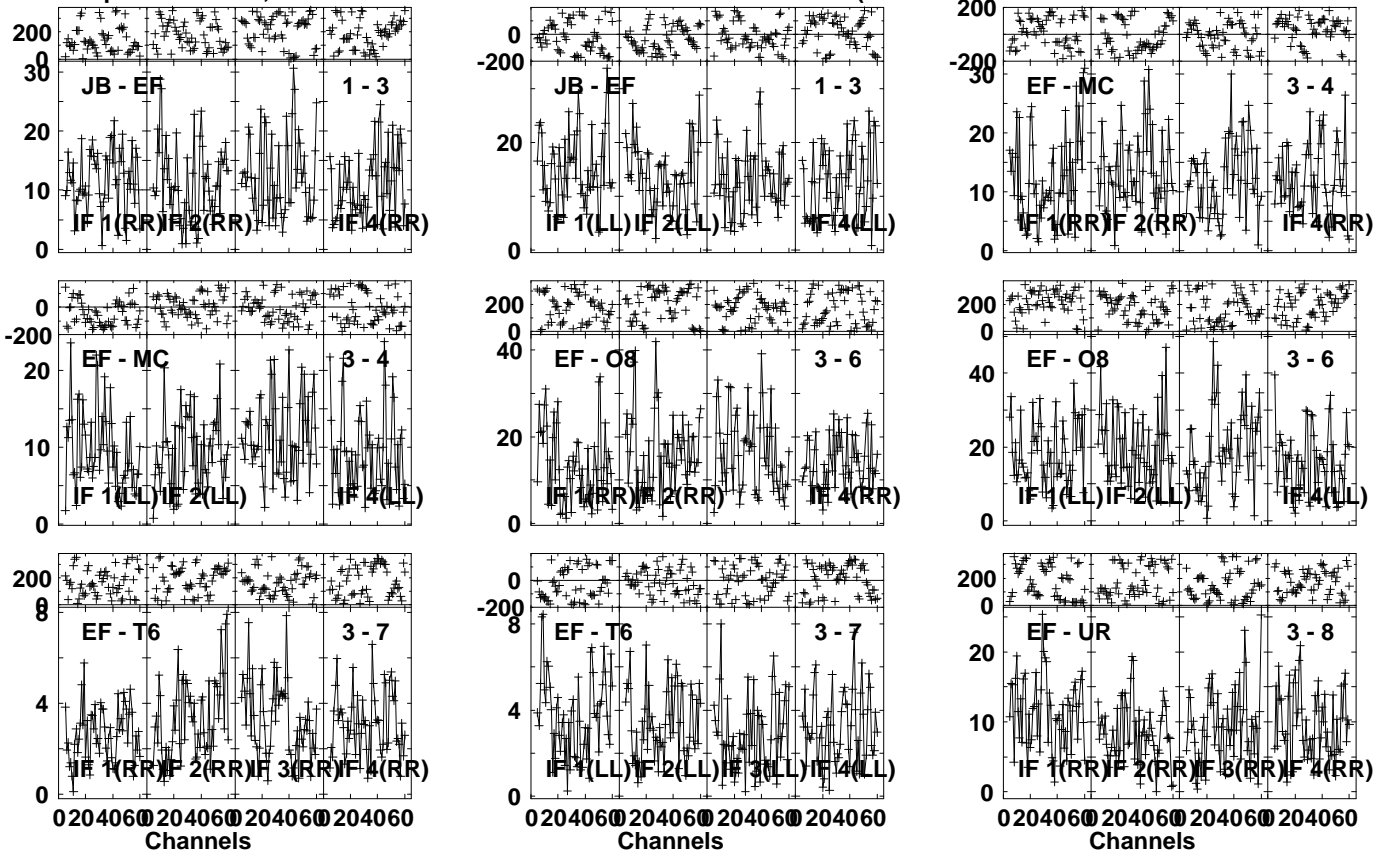 200
0
30
20
10
0
JB - EF
1 - 3
IF 1(RR)
IF 2(RR)
IF 4(RR)
0
-200
20
0
JB - EF
1 - 3
IF 1(LL)
IF 2(LL)
IF 4(LL)
200
0
-200
30
20
10
0
EF - MC
3 - 4
IF 1(RR)
IF 2(RR)
IF 4(RR)
0
-200
20
10
0
EF - MC
3 - 4
IF 1(LL)
IF 2(LL)
IF 4(LL)
200
0
40
20
0
EF - O8
3 - 6
IF 1(RR)
IF 2(RR)
IF 4(RR)
200
0
40
20
0
EF - O8
3 - 6
IF 1(LL)
IF 2(LL)
IF 4(LL)
200
0
8
4
0
EF - T6
3 - 7
IF 1(RR)
IF 2(RR)
IF 3(RR)
IF 4(RR)
0 20 40 60 0 20 40 60 0 20 40 60 0 20 40 60
Channels
0
-200
8
4
0
EF - T6
3 - 7
IF 1(LL)
IF 2(LL)
IF 3(LL)
IF 4(LL)
0 20 40 60 0 20 40 60 0 20 40 60 0 20 40 60
Channels
200
0
20
10
0
EF - UR
3 - 8
IF 1(RR)
IF 2(RR)
IF 3(RR)
IF 4(RR)
0 20 40 60 0 20 40 60 0 20 40 60 0 20 40 60
Channels